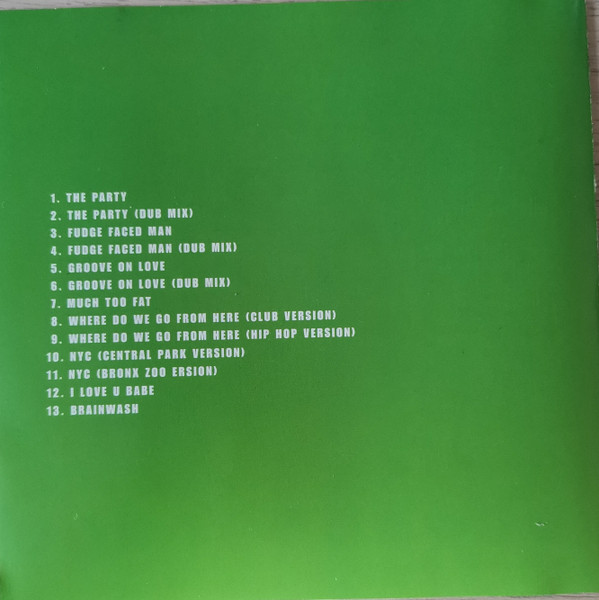 1. THE PARTY
2. THE PARTY (DUB MIX)
3. FUDGE FACED MAN
4. FUDGE FACED MAN (DUB MIX)
5. GROOVE ON LOVE
6. GROOVE ON LOVE (DUB MIX)
7. MUCH TOO FAT
8. WHERE DO WE GO FROM HERE (CLUB VERSION)
9. WHERE DO WE GO FROM HERE (HIP HOP VERSION)
10. NYC (CENTRAL PARK VERSION)
11. NYC (BRONX ZOO ERSION)
12. I LOVE U BABE
13. BRAINWASH